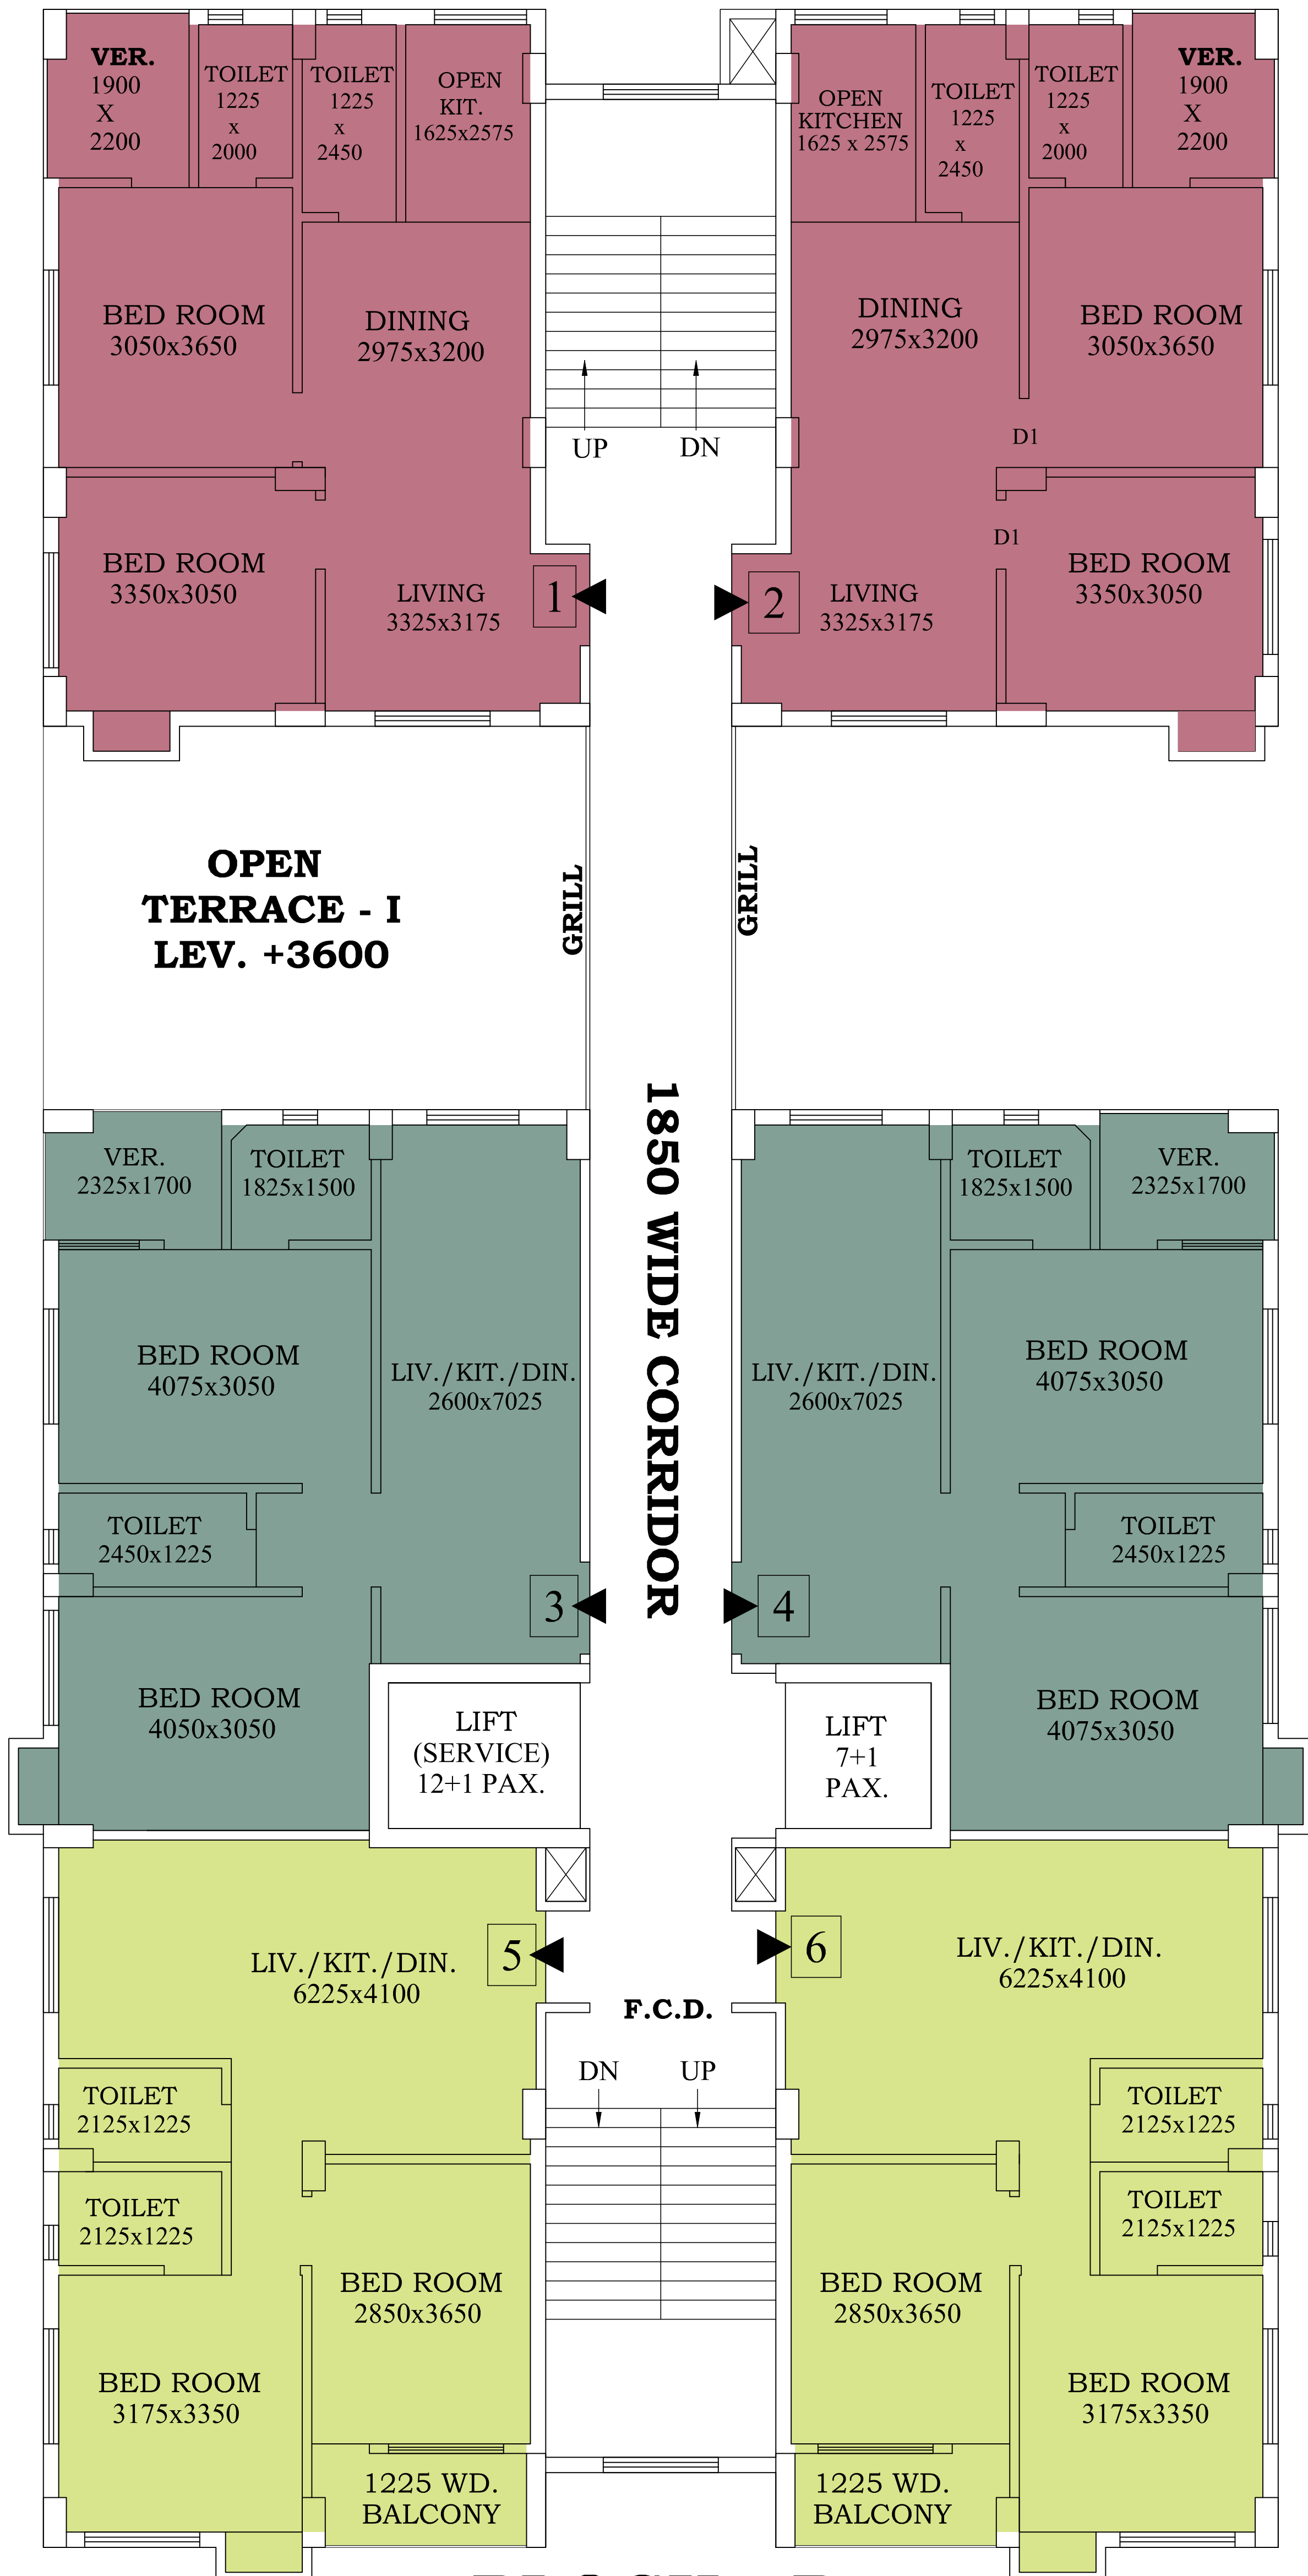 VER.
1900
X
2200
TOILET
1225
x
2000
TOILET
1225
x
2450
OPEN
KIT.
1625x2575
OPEN
KITCHEN
1625 x 2575
TOILET
1225
x
2450
TOILET
1225
x
2000
VER.
1900
X
2200
BED ROOM
3050x3650
DINING
2975x3200
UP
DN
DINING
2975x3200
BED ROOM
3050x3650
D1
D1
BED ROOM
3350x3050
LIVING
3325x3175
1
2
LIVING
3325x3175
BED ROOM
3350x3050
OPEN
TERRACE - I
LEV. +3600
GRILL
GRILL
1850 WIDE CORRIDOR
VER.
2325x1700
TOILET
1825x1500
TOILET
1825x1500
VER.
2325x1700
BED ROOM
4075x3050
LIV./KIT./DIN.
2600x7025
LIV./KIT./DIN.
2600x7025
BED ROOM
4075x3050
TOILET
2450x1225
TOILET
2450x1225
3
4
BED ROOM
4050x3050
LIFT
(SERVICE)
12+1 PAX.
LIFT
7+1
PAX.
BED ROOM
4075x3050
LIV./KIT./DIN.
6225x4100
5
6
LIV./KIT./DIN.
6225x4100
F.C.D.
DN
UP
TOILET
2125x1225
TOILET
2125x1225
TOILET
2125x1225
TOILET
2125x1225
BED ROOM
2850x3650
BED ROOM
2850x3650
BED ROOM
3175x3350
BED ROOM
3175x3350
1225 WD.
BALCONY
1225 WD.
BALCONY